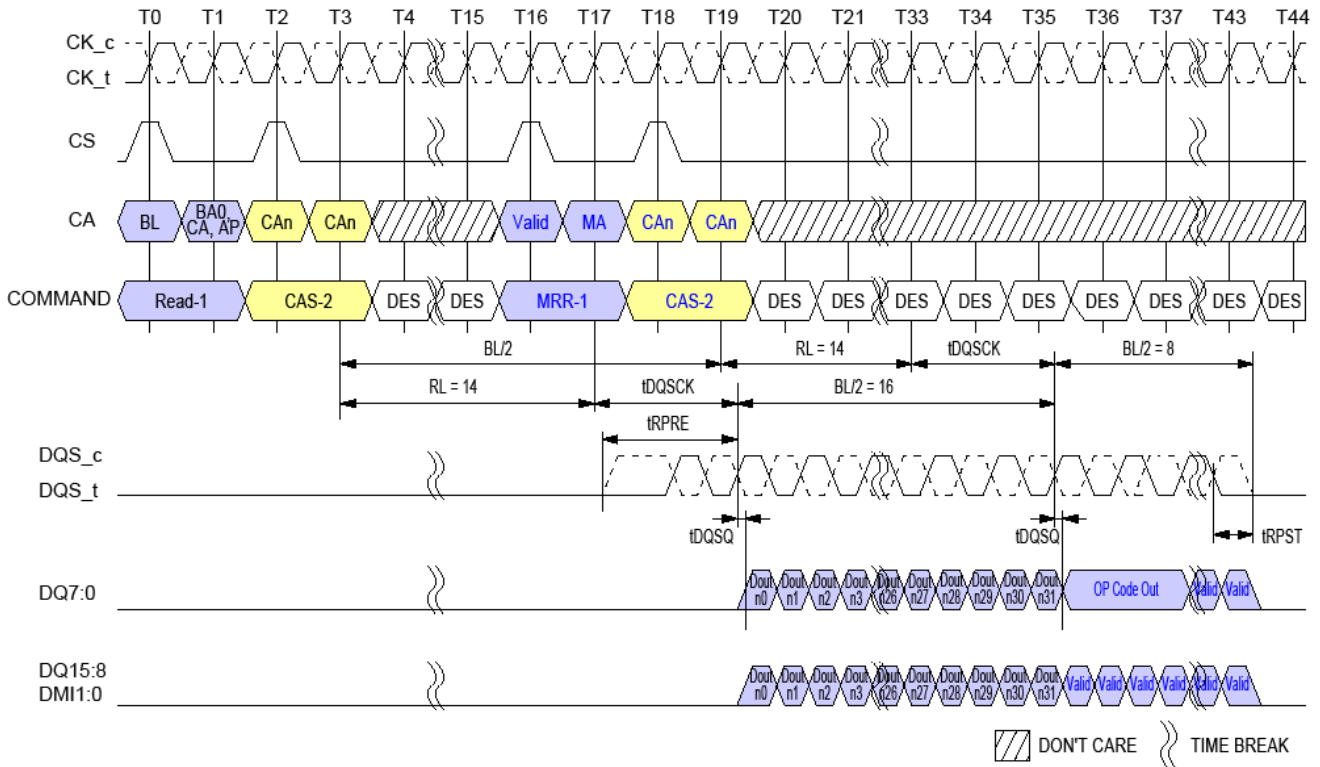 T0 T1 T2 T3 T4 T15 T16 T17 T18 T19 T20 T21 T33 T34 T35 T36 T37 T43 T44
CK_c
CK_t
CS
CA BL BA0, CA, AP CAn CAn Valid MA CAn CAn
COMMAND Read-1 CAS-2 DES DES MRR-1 CAS-2 DES DES DES DES DES DES DES DES DES
BL/2 RL = 14 tDQSCK BL/2 = 8
RL = 14 tDQSCK BL/2 = 16
tRPRE
DQS_c
DQS_t
tDQSQ tDQSQ tRPST
DQ7:0 Dout n0 Dout n1 Dout n2 Dout n3 Dout n26 Dout n27 Dout n28 Dout n29 Dout n30 Dout n31 OP Code Out Valid Valid
DQ15:8
DMI1:0 Dout n0 Dout n1 Dout n2 Dout n3 Dout n26 Dout n27 Dout n28 Dout n29 Dout n30 Dout n31 Valid Valid Valid Valid Valid Valid
DON'T CARE TIME BREAK